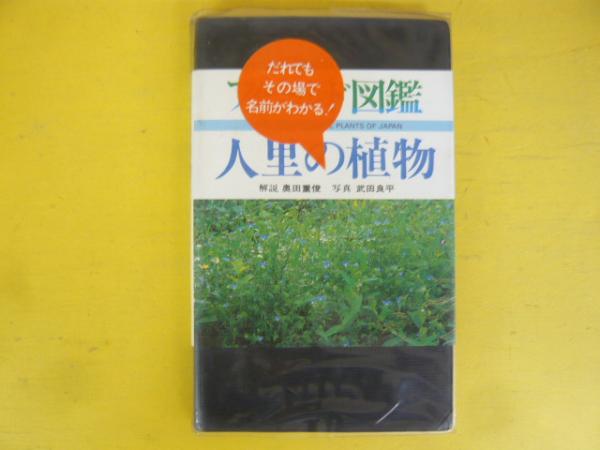 だれでも
その場で
名前がわかる!
図鑑
PLANTS OF JAPAN
人里の植物
解説 奥田重俊 写真 武田良平